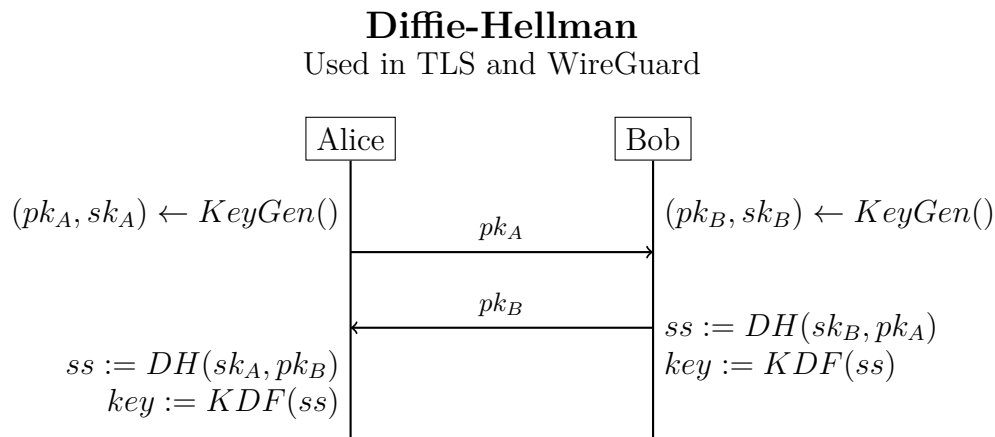 Diffie-Hellman
Used in TLS and WireGuard
Alice
Bob
(pk_A, sk_A) ← KeyGen()
(pk_B, sk_B) ← KeyGen()
pk_A
pk_B
ss := DH(sk_B, pk_A)
key := KDF(ss)
ss := DH(sk_A, pk_B)
key := KDF(ss)